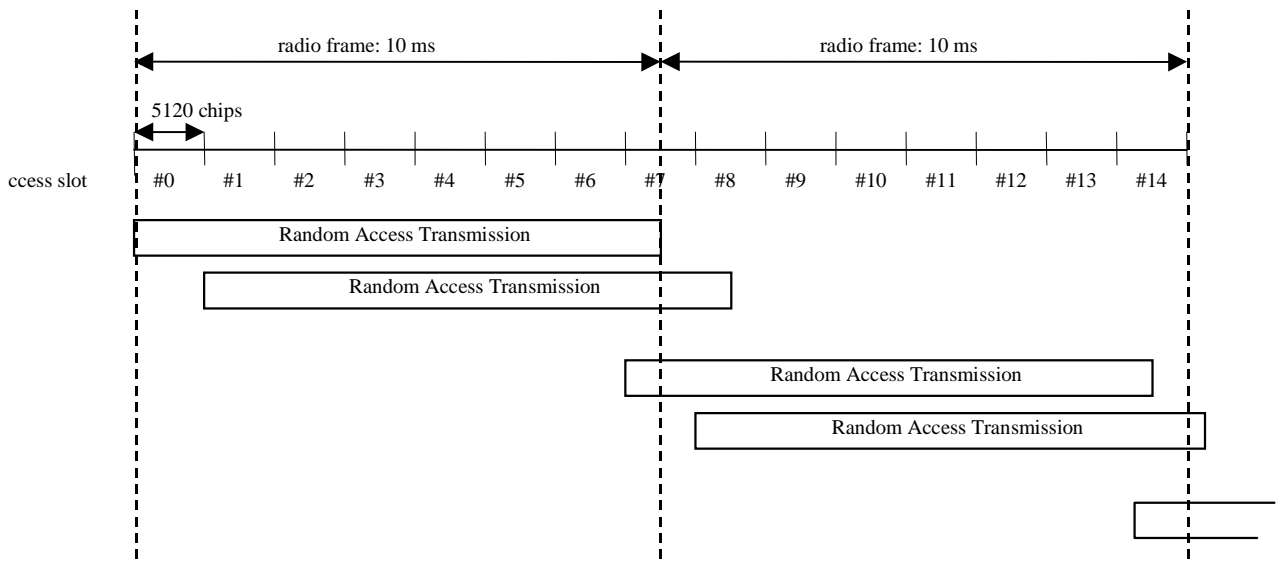 radio frame: 10 ms radio frame: 10 ms
5120 chips
ccess slot #0 #1 #2 #3 #4 #5 #6 #7 #8 #9 #10 #11 #12 #13 #14
Random Access Transmission
Random Access Transmission
Random Access Transmission
Random Access Transmission